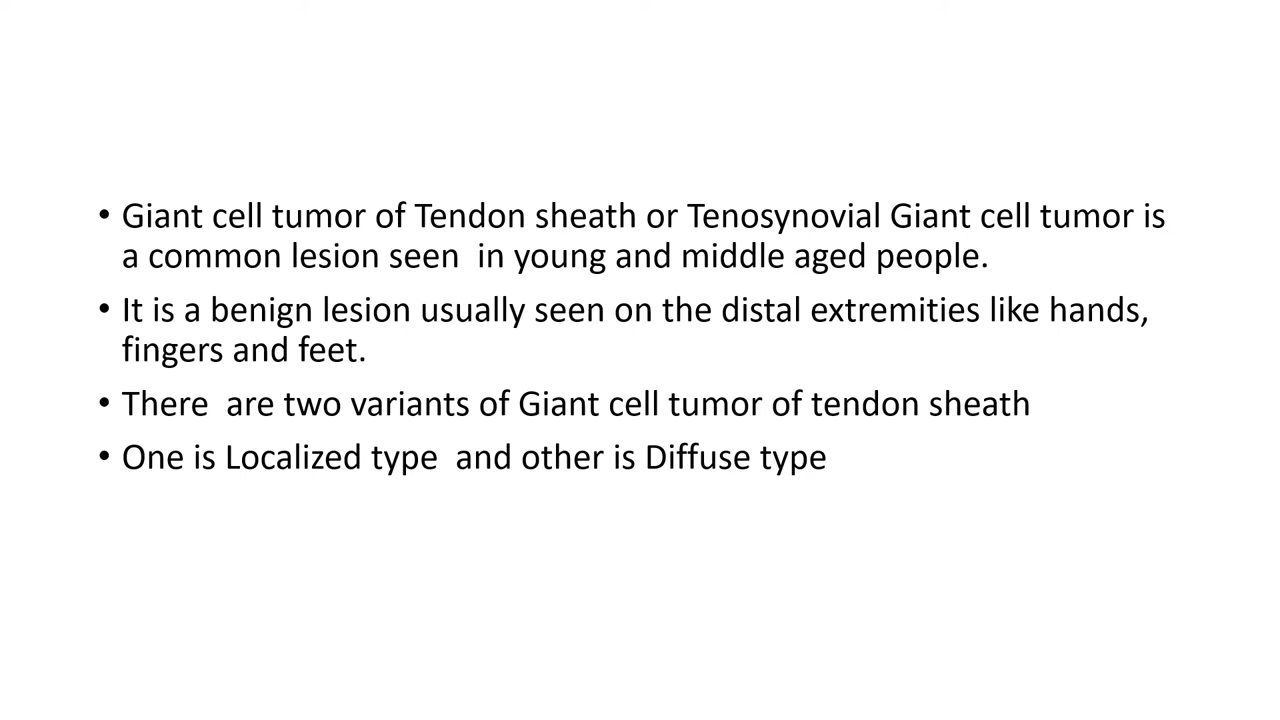 • Giant cell tumor of Tendon sheath or Tenosynovial Giant cell tumor is
a common lesion seen  in young and middle aged people.
• It is a benign lesion usually seen on the distal extremities like hands,
fingers and feet.
• There  are two variants of Giant cell tumor of tendon sheath
• One is Localized type  and other is Diffuse type